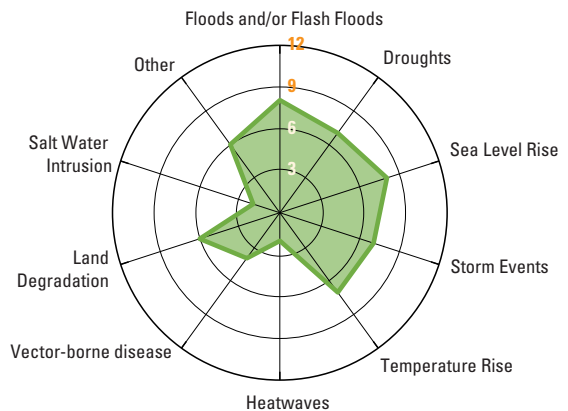 Floods and/or Flash Floods
12
Droughts
Other
9
6
Salt Water
Intrusion
Sea Level Rise
3
Land
Degradation
Storm Events
Vector-borne disease
Temperature Rise
Heatwaves